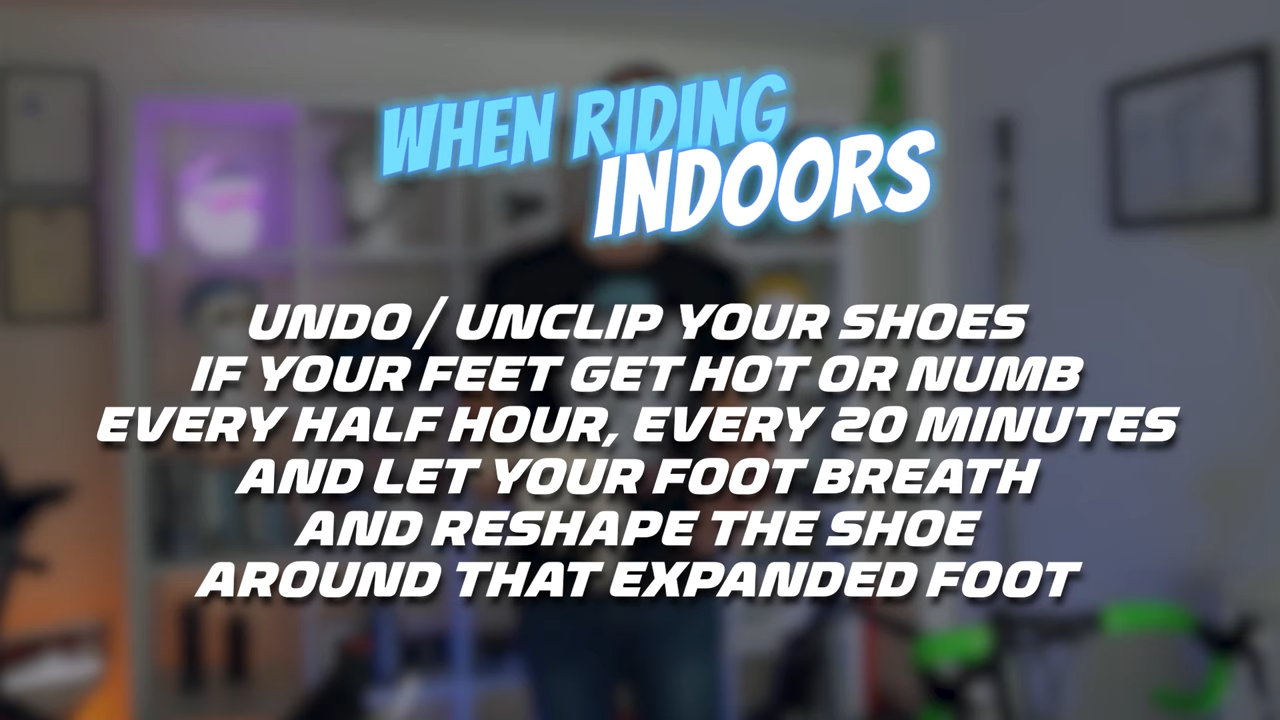 WHEN RIDING
INDOORS
UNDO / UNCLIP YOUR SHOES
IF YOUR FEET GET HOT OR NUMB
EVERY HALF HOUR, EVERY 20 MINUTES
AND LET YOUR FOOT BREATH
AND RESHAPE THE SHOE
AROUND THAT EXPANDED FOOT